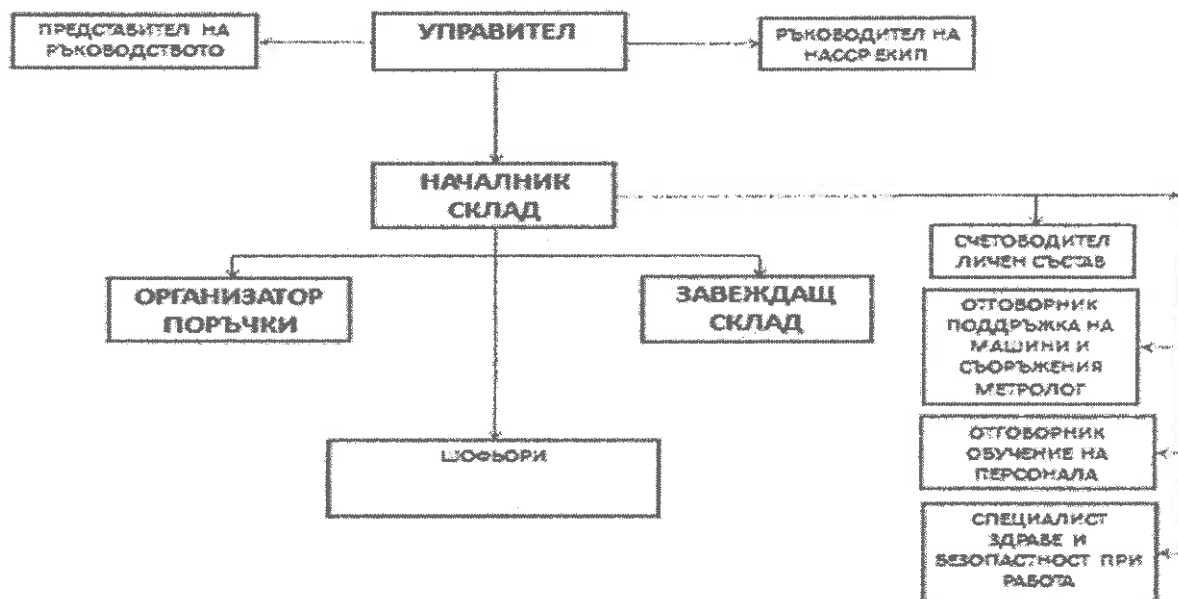 ПРЕДСТАВИТЕЛ НА
РЪКОВОДСТВОТО
УПРАВИТЕЛ
РЪКОВОДИТЕЛ НА
НАССР ЕКИП
НАЧАЛНИК
СКЛАД
СЧЕТОВОДИТЕЛ
ЛИЧЕН СЪСТАВ
ОРГАНИЗАТОР
ПОРЪЧКИ
ЗАВЕЖДАЩ
СКЛАД
ОТГОВОРНИК
ПОДДРЪЖКА НА
МАШИНИ И
СЪОРЪЖЕНИЯ
МЕТРОЛОГ
ШОФЬОРИ
ОТГОВОРНИК
ОБУЧЕНИЕ НА
ПЕРСОНАЛА
СПЕЦИАЛИСТ
ЗДРАВЕ И
БЕЗОПАСТНОСТ ПРИ
РАБОТА